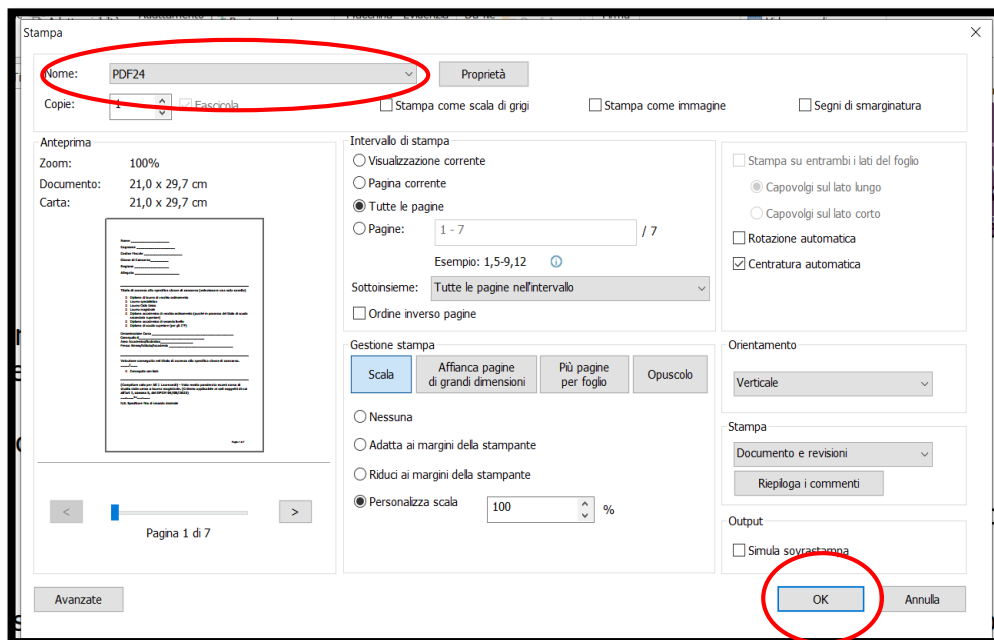 Stampa
Nome: PDF24 Proprietà
Copie: 1 Fascicola Stampa come scala di grigi Stampa come immagine Segni di smarginatura
Anteprima
Zoom: 100%
Documento: 21,0 x 29,7 cm
Carta: 21,0 x 29,7 cm
< >
Pagina 1 di 7
Intervallo di stampa
Visualizzazione corrente
Pagina corrente
Tutte le pagine
Pagine: 1 - 7 / 7
Esempio: 1,5-9,12
Sottoinsieme: Tutte le pagine nell'intervallo
Ordine inverso pagine
Gestione stampa
Scala Affianca pagine Più pagine Opuscolo
di grandi dimensioni per foglio
Nessuna
Adatta ai margini della stampante
Riduci ai margini della stampante
Personalizza scala 100 %
Stampa su entrambi i lati del foglio
Capovolgi sul lato lungo
Capovolgi sul lato corto
Rotazione automatica
Centratura automatica
Orientamento
Verticale
Stampa
Documento e revisioni
Riepiloga i commenti
Output
Simula sovrastampa
Avanzate OK Annulla